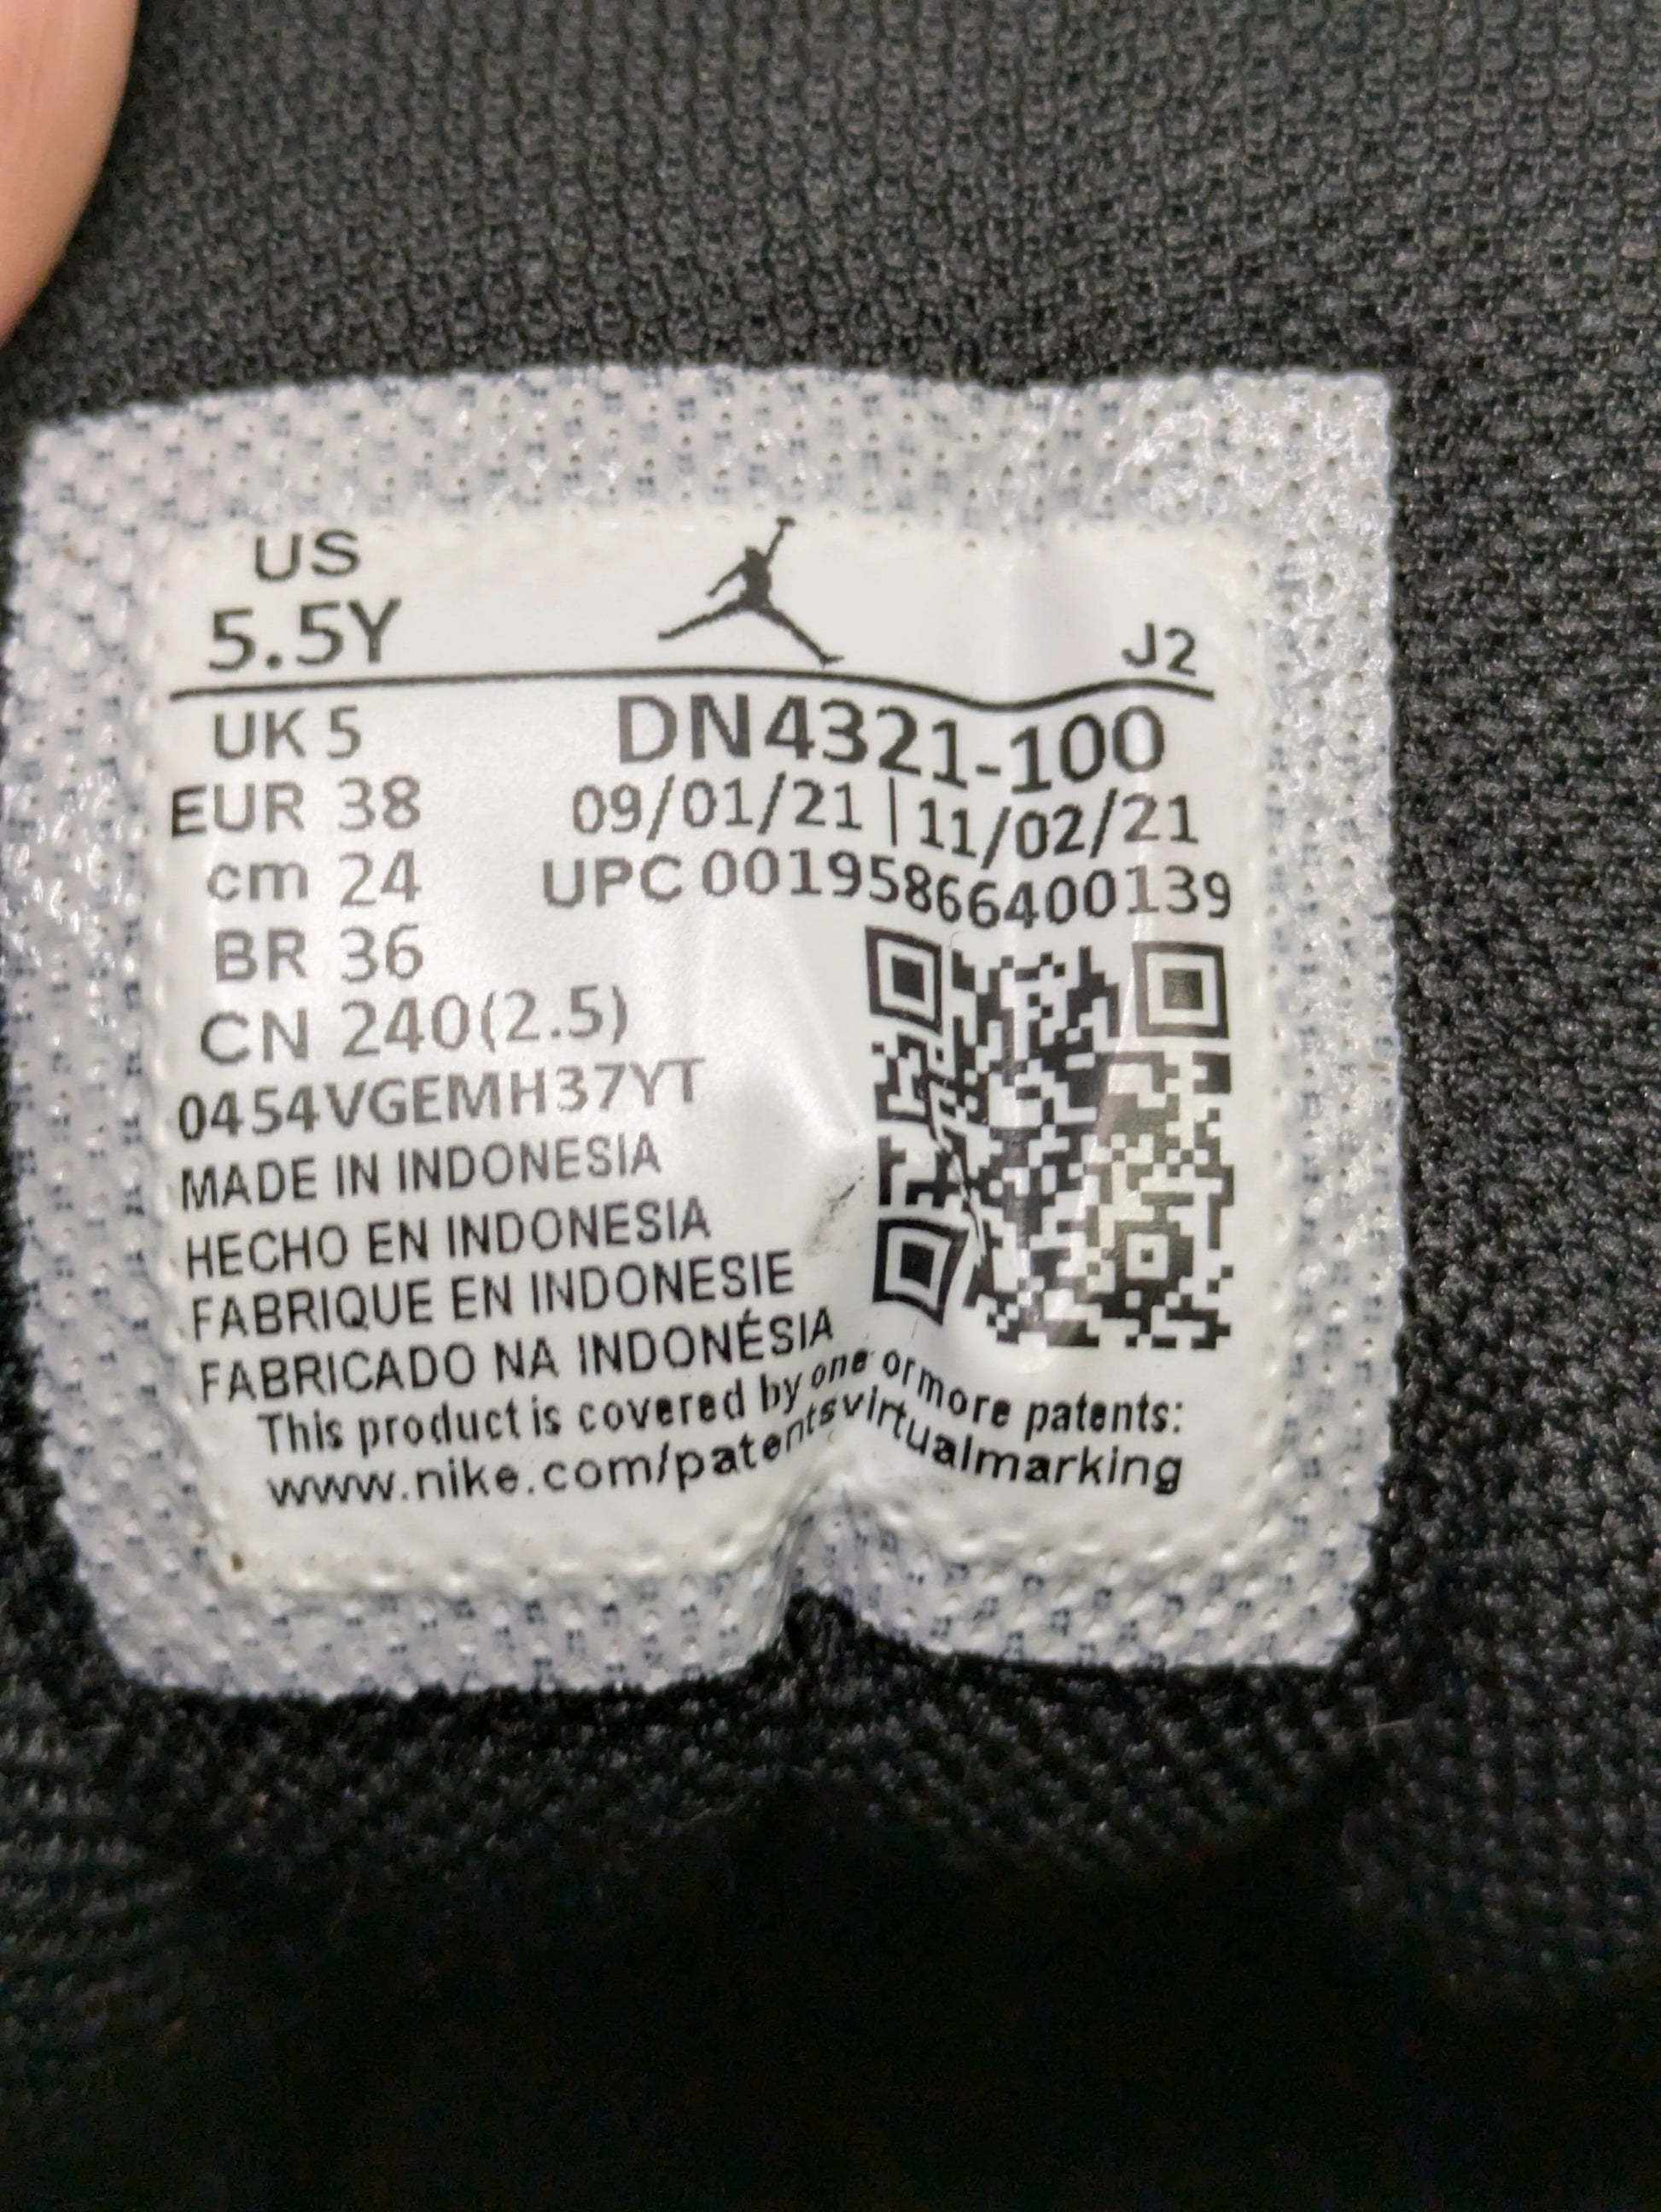 US
5.5Y
J2
UK 5
DN4321-100
EUR 38
09/01/21 | 11/02/21
cm 24
UPC 00195866400139
BR 36
CN 240(2.5)
0454VGEMH37YT
MADE IN INDONESIA
HECHO EN INDONESIA
FABRIQUE EN INDONESIE
FABRICADO NA INDONÉSIA
This product is covered by one or more patents:
www.nike.com/patentsvirtualmarking